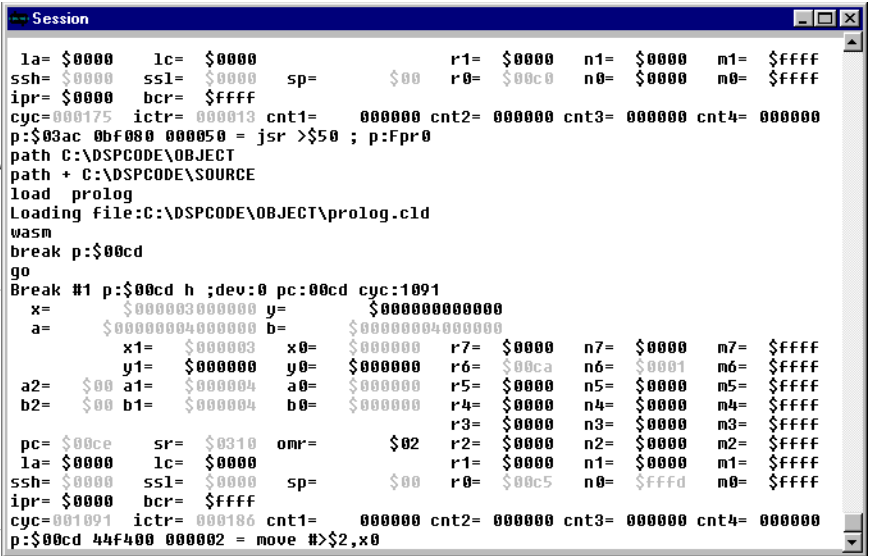 Session
la= $0000 lc= $0000 r1= $0000 n1= $0000 m1= $ffff
ssh= $0000 ssl= $0000 sp= $00 r0= $00c0 n0= $0000 m0= $ffff
ipr= $0000 bcr= $ffff
cyc=000175 ictr= 000013 cnt1= 000000 cnt2= 000000 cnt3= 000000 cnt4= 000000
p:$03ac 0bf080 000050 = jsr >$50 ; p:Fpr0
path C:\DSPCODE\OBJECT
path + C:\DSPCODE\SOURCE
load prolog
Loading file:C:\DSPCODE\OBJECT\prolog.cld
wasm
break p:$00cd
go
Break #1 p:$00cd h ;dev:0 pc:00cd cyc:1091
x= $000003000000 y= $000000000000
a= $00000004000000 b= $00000004000000
x1= $000003 x0= $000000 r7= $0000 n7= $0000 m7= $ffff
y1= $000000 y0= $000000 r6= $00ca n6= $0001 m6= $ffff
a2= $00 a1= $000004 a0= $000000 r5= $0000 n5= $0000 m5= $ffff
b2= $00 b1= $000004 b0= $000000 r4= $0000 n4= $0000 m4= $ffff
r3= $0000 n3= $0000 m3= $ffff
pc= $00ce sr= $0310 omr= $02 r2= $0000 n2= $0000 m2= $ffff
la= $0000 lc= $0000 r1= $0000 n1= $0000 m1= $ffff
ssh= $0000 ssl= $0000 sp= $00 r0= $00c5 n0= $fffd m0= $ffff
ipr= $0000 bcr= $ffff
cyc=001091 ictr= 000186 cnt1= 000000 cnt2= 000000 cnt3= 000000 cnt4= 000000
p:$00cd 44f400 000002 = move #>$2,x0